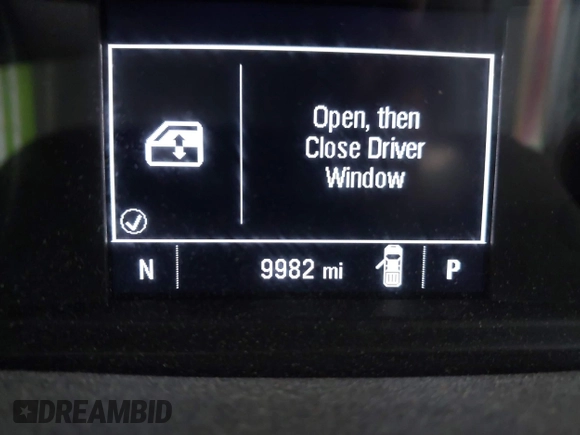 Open, then
Close Driver
Window
N 9982 mi P
DREAMBID